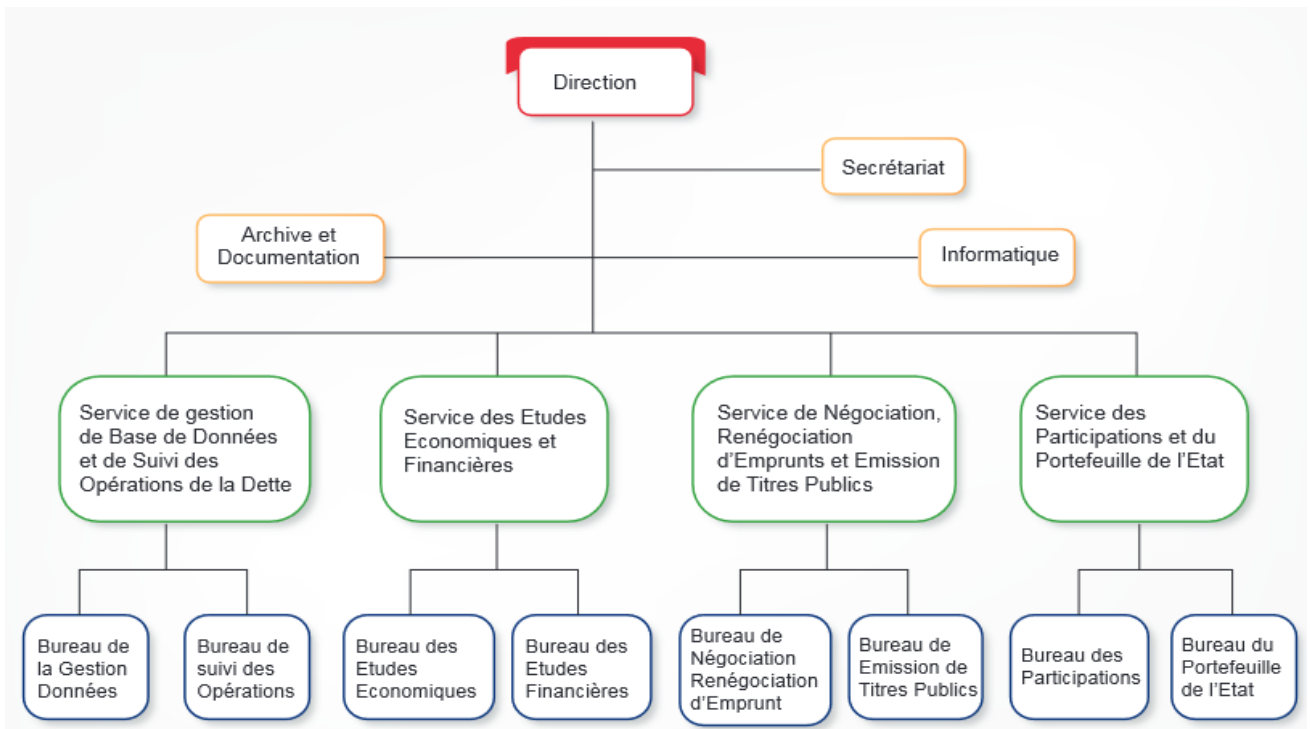 Direction
Secrétariat
Archive et
Documentation
Informatique
Service de gestion
de Base de Données
et de Suivi des
Opérations de la Dette
Service des Etudes
Economiques et
Financières
Service de Négociation,
Renégociation
d'Emprunts et Emission
de Titres Publics
Service des
Participations et du
Portefeuille de l'Etat
Bureau de
la Gestion
Données
Bureau de
suivi des
Opérations
Bureau des
Etudes
Economiques
Bureau des
Etudes
Financières
Bureau de
Négociation
Renégociation
d'Emprunt
Bureau de
Emission de
Titres Publics
Bureau des
Participations
Bureau du
Portefeuille
de l'Etat